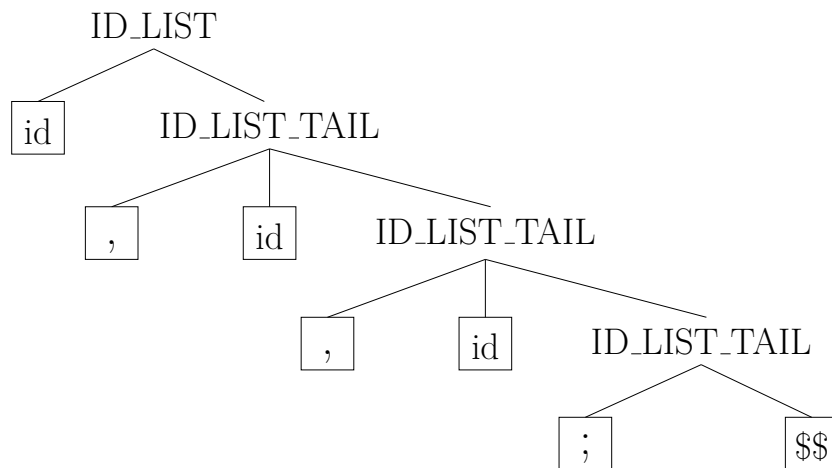 ID_LIST
id ID_LIST_TAIL
, id ID_LIST_TAIL
, id ID_LIST_TAIL
; $$